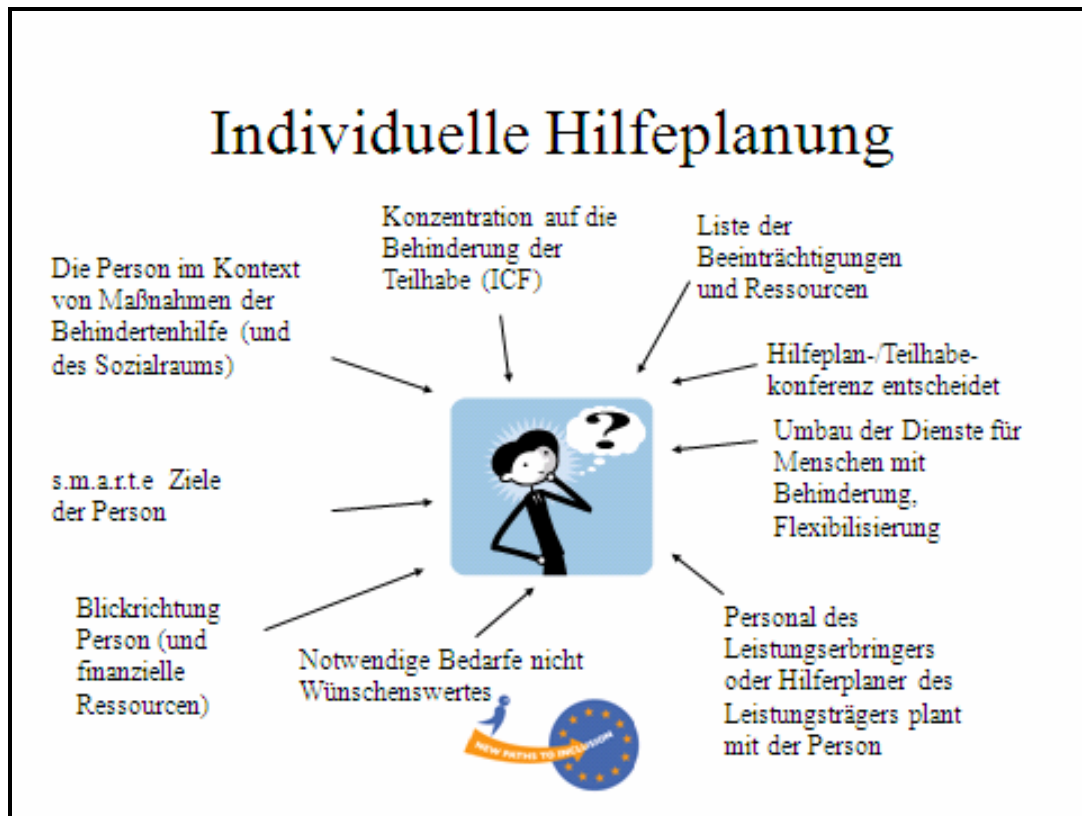 Individuelle Hilfeplanung
Konzentration auf die
Behinderung der
Teilhabe (ICF)
Liste der
Beeinträchtigungen
und Ressourcen
Die Person im Kontext
von Maßnahmen der
Behindertenhilfe (und
des Sozialraums)
Hilfeplan-/Teilhabe-
konferenz entscheidet
?
Umbau der Dienste für
Menschen mit
Behinderung,
Flexibilisierung
s.m.a.r.t.e Ziele
der Person
Blickrichtung
Person (und
finanzielle
Ressourcen)
Notwendige Bedarfe nicht
Wünschenswertes
Personal des
Leistungserbringers
oder Hilferplaner des
Leistungsträgers plant
mit der Person
NEW PATHS TO INCLUSION